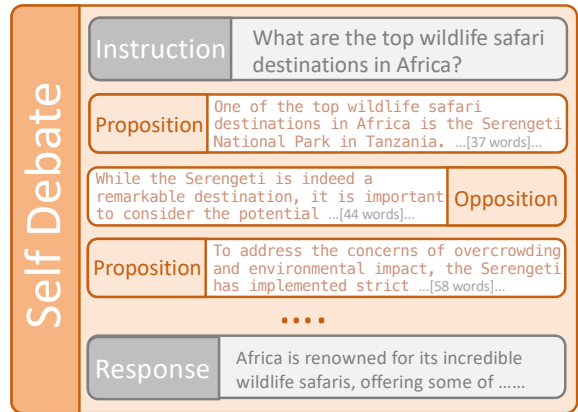 Self Debate
Instruction
What are the top wildlife safari
destinations in Africa?
Proposition
One of the top wildlife safari
destinations in Africa is the Serengeti
National Park in Tanzania. ...[37 words]...
While the Serengeti is indeed a
remarkable destination, it is important
to consider the potential ...[44 words]...
Opposition
Proposition
To address the concerns of overcrowding
and environmental impact, the Serengeti
has implemented strict ...[58 words]...
....
Response
Africa is renowned for its incredible
wildlife safaris, offering some of ......